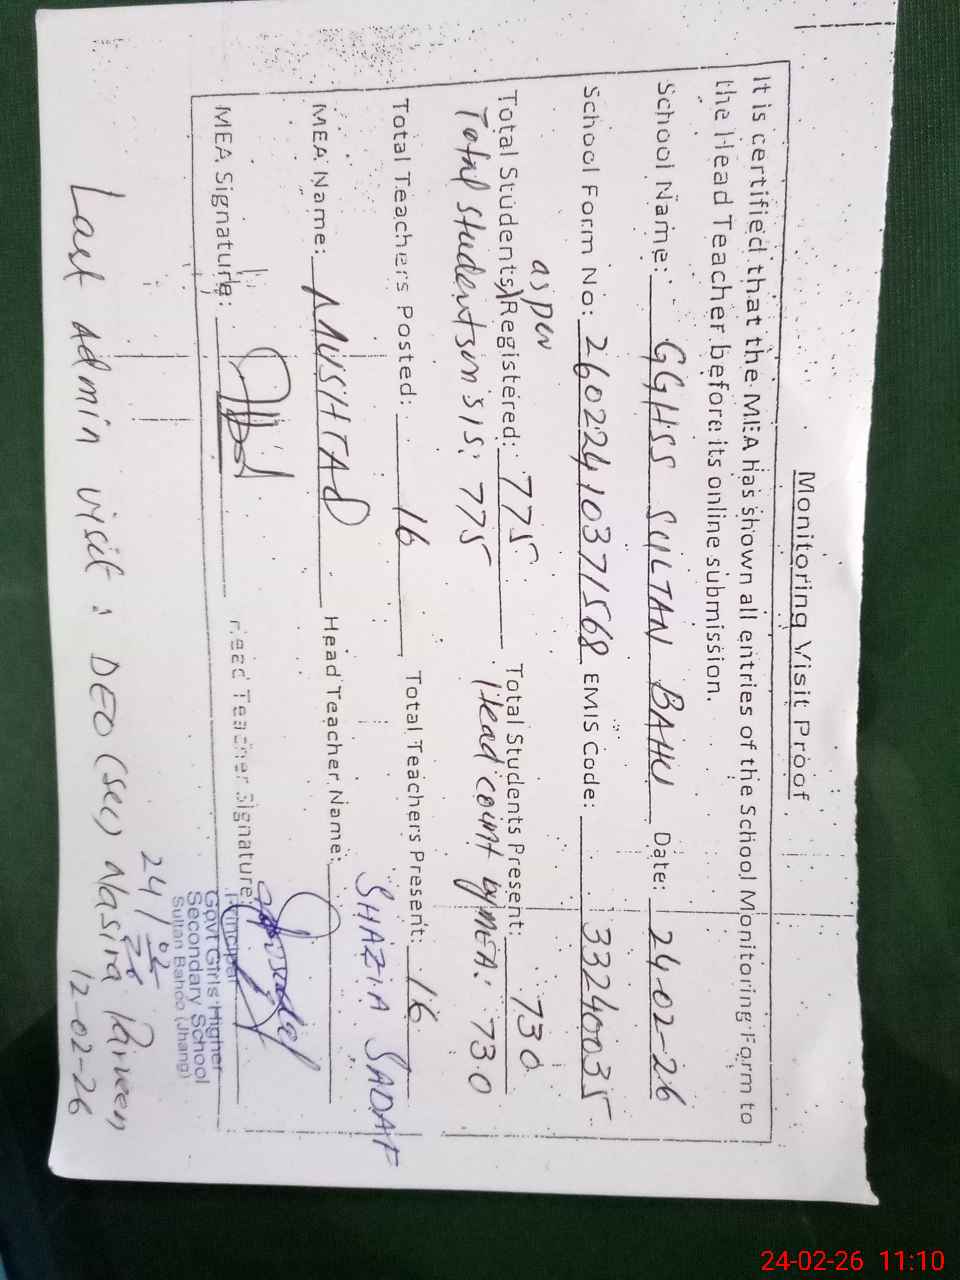 Monitoring Visit Proof
It is certified that the MEA has shown all entries of the School Monitoring Form to
the Head Teacher before its online submission.
School Name: GGHSS SULTAN BAHU Date: 24-02-26
School Form No: 26022410371568 EMIS Code: 33240035
as per
Total Students Registered: 775 Total Students Present: 730
Total students on SIS: 775 Head count by MEA: 730
Total Teachers Posted: 16 Total Teachers Present: 16
MEA Name: MUSHTAQ Head Teacher Name: SHAZIA SADAF
MEA Signature: Head Teacher Signature:
Principal
Govt Girls Higher
Secondary School
Sultan Bahoo (Jhang)
24/02/26
Last Admin visit: DEO (sec) Nasira Parveen
12-02-26
24-02-26 11:10